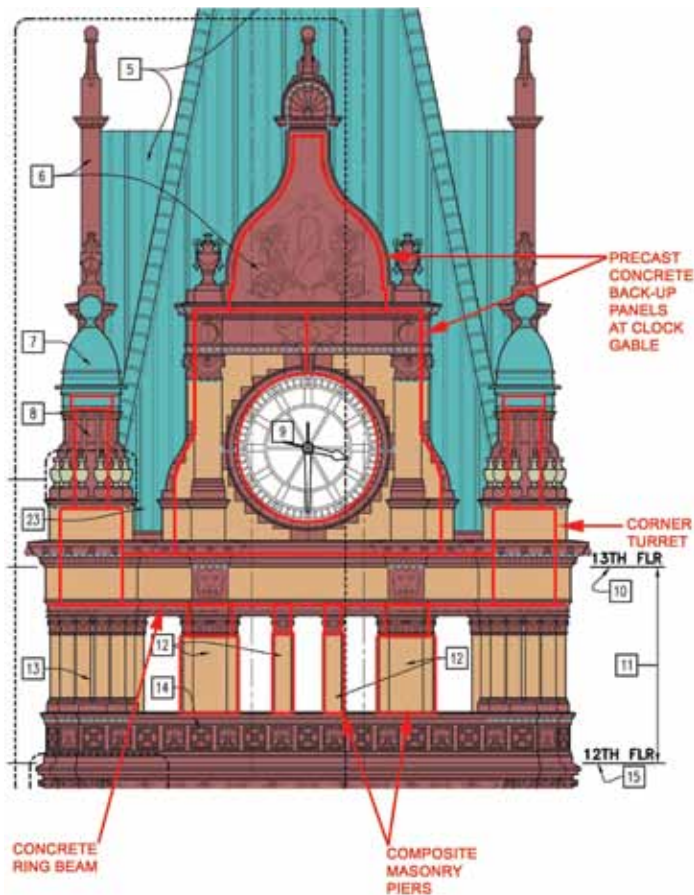 5
6
PRECAST
CONCRETE
BACK-UP
PANELS
AT CLOCK
GABLE
7
8
9
23
CORNER
TURRET
13TH FLR
10
12
12
11
13
14
12TH FLR
15
CONCRETE
RING BEAM
COMPOSITE
MASONRY
PIERS